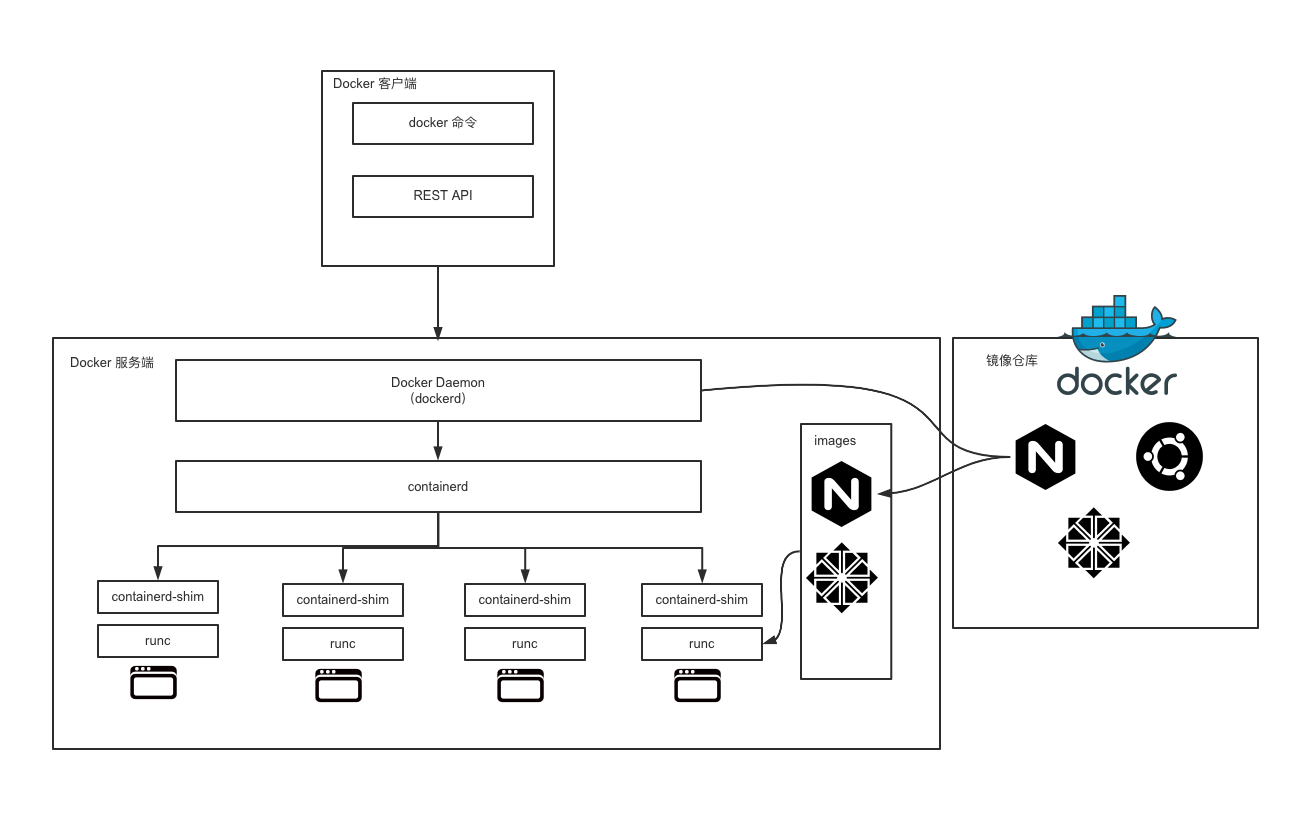 Docker 客户端
docker 命令
REST API
Docker 服务端
Docker Daemon
（dockerd）
containerd
images
N
containerd-shim
containerd-shim
containerd-shim
containerd-shim
runc
runc
runc
runc
镜像仓库
docker
N